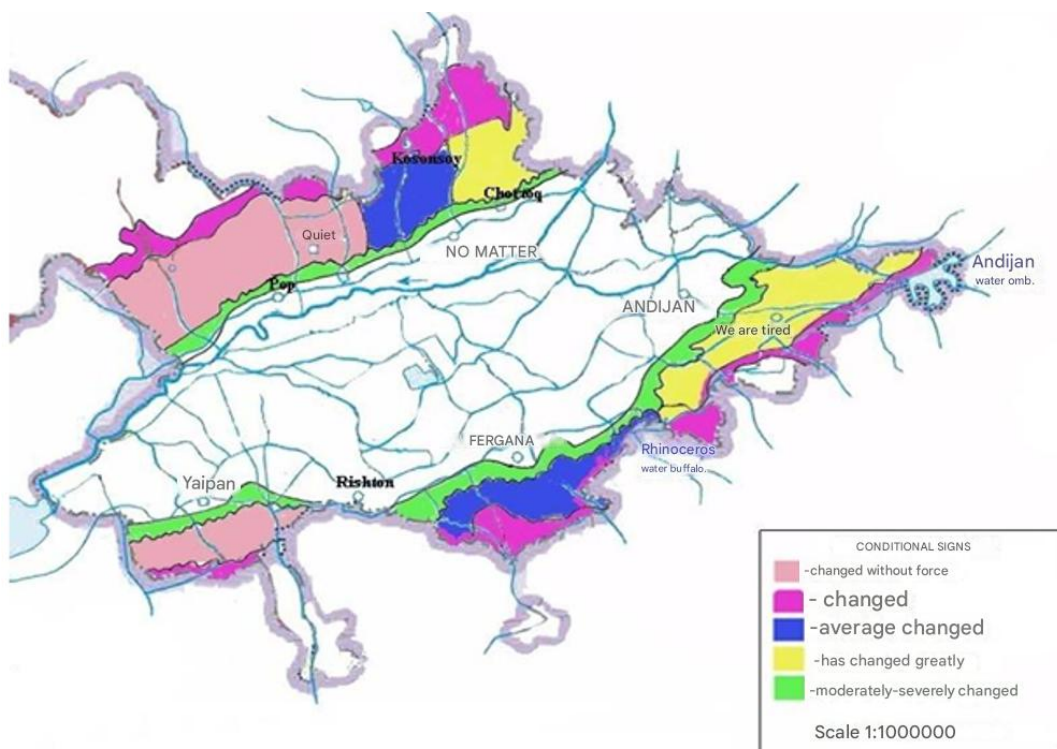 Kosonsoy
Chorroq
Quiet
NO MATTER
Pop
ANDIJAN
Andijan
water omb.
We are tired
FERGANA
Rhinoceros
water buffalo.
Yaipan
Rishton
CONDITIONAL SIGNS
-changed without force
- changed
-average changed
-has changed greatly
-moderately-severely changed
Scale 1:1000000